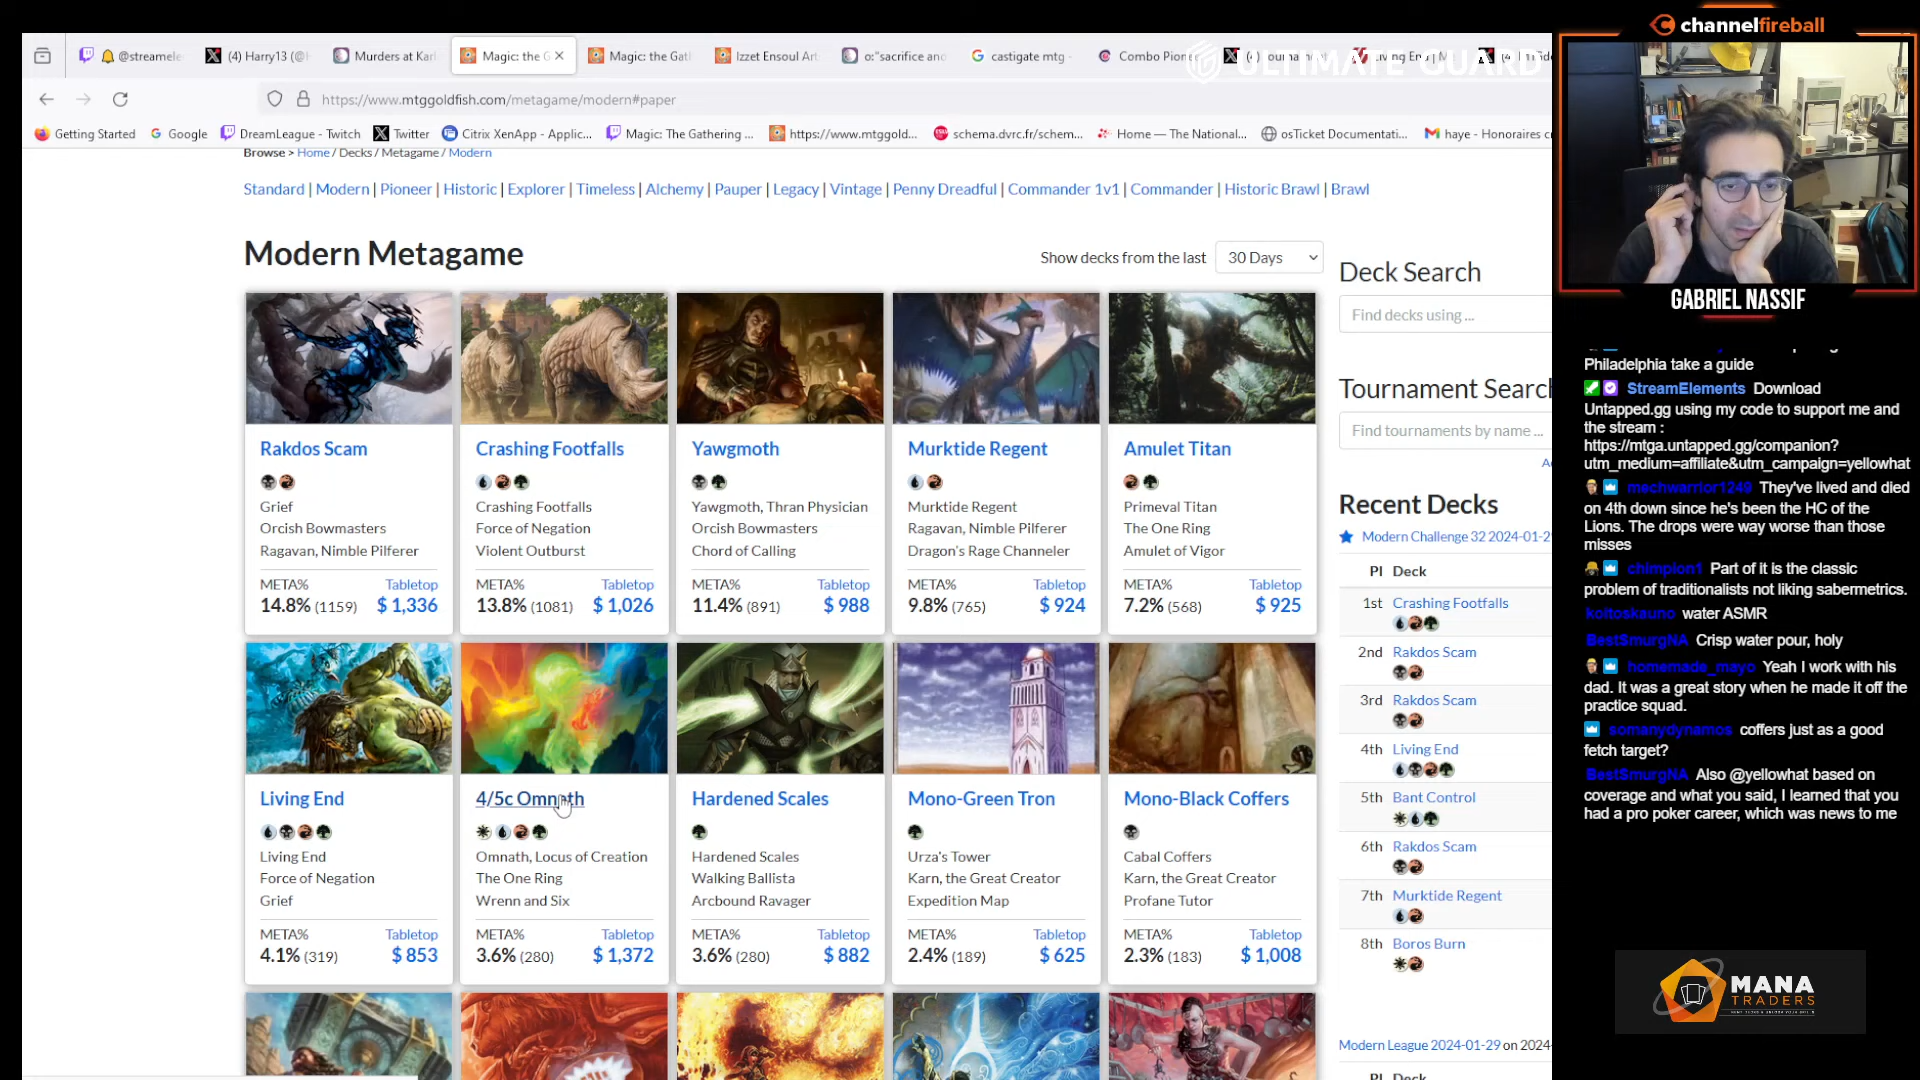 channelfireball
@streamele
(4) Harry13 (@H
Murders at Karl
Magic: the G
Magic: the Gat
Izzet Ensoul Art
o:"sacrifice and
castigate mtg -
Combo Pion
ULTIMATE GUARD
https://www.mtggoldfish.com/metagame/modern#paper
Getting Started
Google
DreamLeague - Twitch
Twitter
Citrix XenApp - Applic...
Magic: The Gathering ...
https://www.mtggold...
schema.dvrc.fr/schem...
Home — The National...
osTicket Documentati...
haye - Honoraires c
Browse > Home / Decks / Metagame / Modern
Standard | Modern | Pioneer | Historic | Explorer | Timeless | Alchemy | Pauper | Legacy | Vintage | Penny Dreadful | Commander 1v1 | Commander | Historic Brawl | Brawl
Modern Metagame
Show decks from the last 30 Days
Rakdos Scam
Grief
Orcish Bowmasters
Ragavan, Nimble Pilferer
META% Tabletop
14.8% (1159) $ 1,336
Crashing Footfalls
Crashing Footfalls
Force of Negation
Violent Outburst
META% Tabletop
13.8% (1081) $ 1,026
Yawgmoth
Yawgmoth, Thran Physician
Orcish Bowmasters
Chord of Calling
META% Tabletop
11.4% (891) $ 988
Murktide Regent
Murktide Regent
Ragavan, Nimble Pilferer
Dragon's Rage Channeler
META% Tabletop
9.8% (765) $ 924
Amulet Titan
Primeval Titan
The One Ring
Amulet of Vigor
META% Tabletop
7.2% (568) $ 925
Living End
Living End
Force of Negation
Grief
META% Tabletop
4.1% (319) $ 853
4/5c Omnath
Omnath, Locus of Creation
The One Ring
Wrenn and Six
META% Tabletop
3.6% (280) $ 1,372
Hardened Scales
Hardened Scales
Walking Ballista
Arcbound Ravager
META% Tabletop
3.6% (280) $ 882
Mono-Green Tron
Urza's Tower
Karn, the Great Creator
Expedition Map
META% Tabletop
2.4% (189) $ 625
Mono-Black Coffers
Cabal Coffers
Karn, the Great Creator
Profane Tutor
META% Tabletop
2.3% (183) $ 1,008
Deck Search
Find decks using ...
Tournament Search
Find tournaments by name ...
Recent Decks
Modern Challenge 32 2024-01-2
Pl Deck
1st Crashing Footfalls
2nd Rakdos Scam
3rd Rakdos Scam
4th Living End
5th Bant Control
6th Rakdos Scam
7th Murktide Regent
8th Boros Burn
Modern League 2024-01-29 on 2024-
Pl Deck
GABRIEL NASSIF
Philadelphia take a guide
StreamElements Download
Untapped.gg using my code to support me and
the stream :
https://mtga.untapped.gg/companion?
utm_medium=affiliate&utm_campaign=yellowhat
mechwarrior1249 They've lived and died
on 4th down since he's been the HC of the
Lions. The drops were way worse than those
misses
chimpion1 Part of it is the classic
problem of traditionalists not liking sabermetrics.
koitoskauno water ASMR
BestSmurgNA Crisp water pour, holy
homemade_mayo Yeah I work with his
dad. It was a great story when he made it off the
practice squad.
somanydynamos coffers just as a good
fetch target?
BestSmurgNA Also @yellowhat based on
coverage and what you said, I learned that you
had a pro poker career, which was news to me
MANA
TRADERS